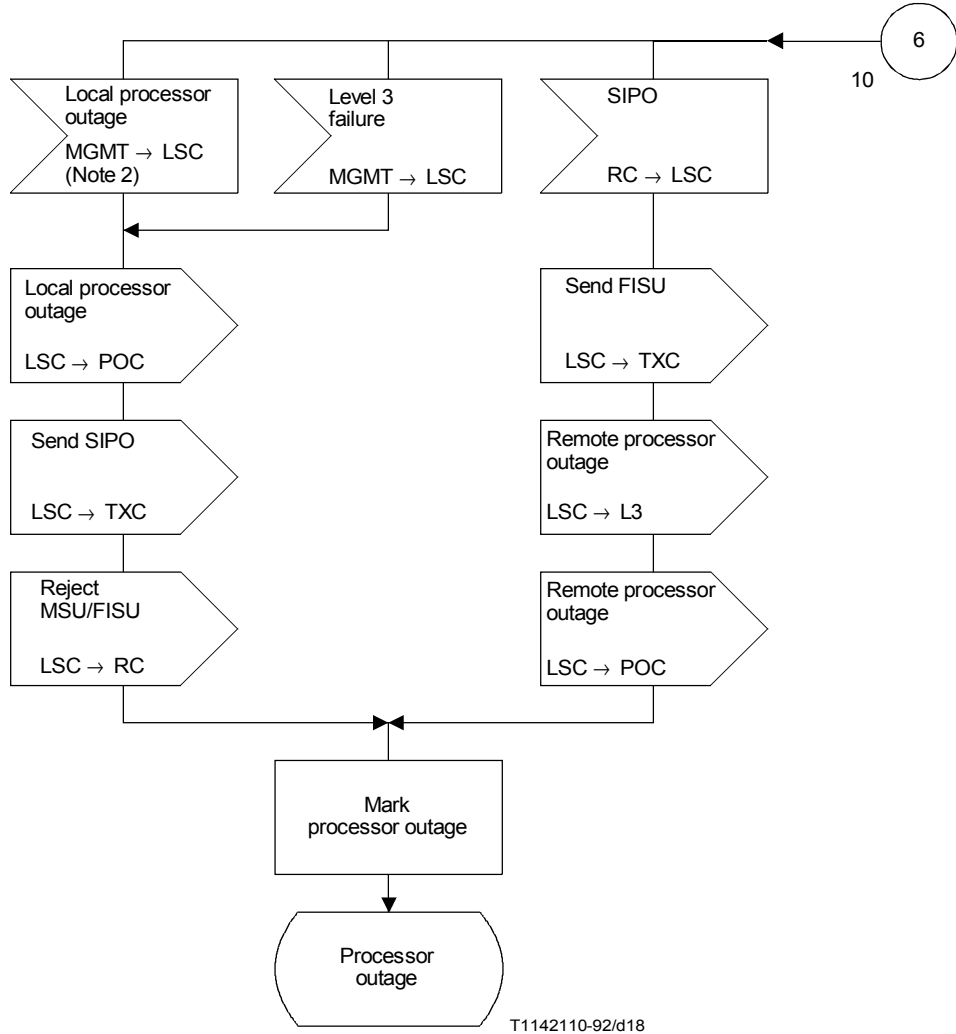 6
10
Local processor
outage
MGMT → LSC
(Note 2)
Level 3
failure
MGMT → LSC
SIPO
RC → LSC
Local processor
outage
LSC → POC
Send FISU
LSC → TXC
Send SIPO
LSC → TXC
Remote processor
outage
LSC → L3
Reject
MSU/FISU
LSC → RC
Remote processor
outage
LSC → POC
Mark
processor outage
Processor
outage
T1142110-92/d18